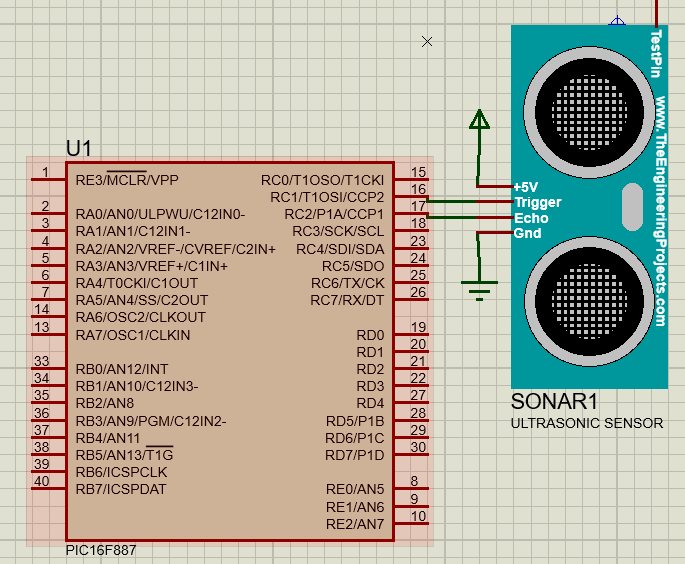 U1
1
RE3/MCLR/VPP
2
RA0/AN0/ULPWU/C12IN0-
3
RA1/AN1/C12IN1-
4
RA2/AN2/VREF-/CVREF/C2IN+
5
RA3/AN3/VREF+/C1IN+
6
RA4/T0CKI/C1OUT
7
RA5/AN4/SS/C2OUT
14
RA6/OSC2/CLKOUT
13
RA7/OSC1/CLKIN
33
RB0/AN12/INT
34
RB1/AN10/C12IN3-
35
RB2/AN8
36
RB3/AN9/PGM/C12IN2-
37
RB4/AN11
38
RB5/AN13/T1G
39
RB6/ICSPCLK
40
RB7/ICSPDAT
RC0/T1OSO/T1CKI
15
RC1/T1OSI/CCP2
16
RC2/P1A/CCP1
17
RC3/SCK/SCL
18
RC4/SDI/SDA
23
RC5/SDO
24
RC6/TX/CK
25
RC7/RX/DT
26
RD0
19
RD1
20
RD2
21
RD3
22
RD4
27
RD5/P1B
28
RD6/P1C
29
RD7/P1D
30
RE0/AN5
8
RE1/AN6
9
RE2/AN7
10
PIC16F887
+5V
Trigger
Echo
Gnd
TestPin
www.TheEngineeringProjects.com
SONAR1
ULTRASONIC SENSOR